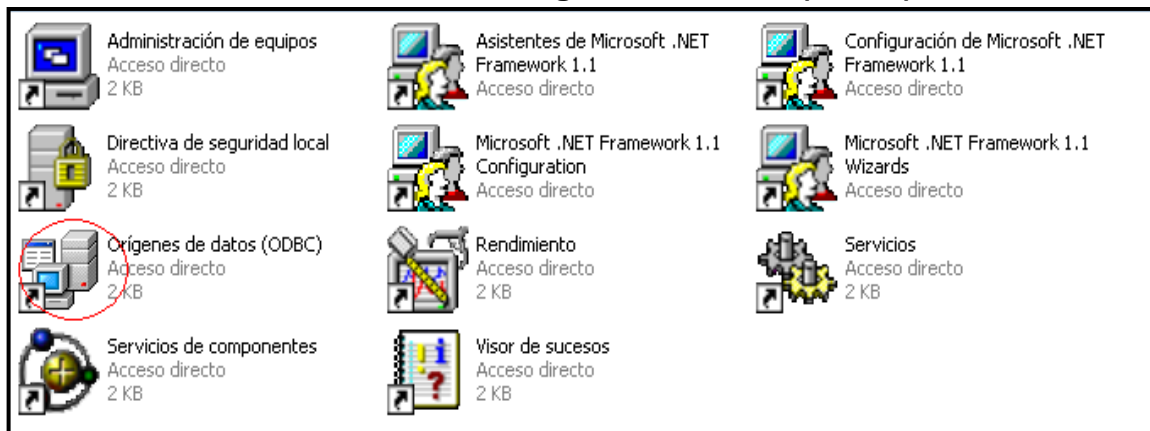 Administración de equipos
Acceso directo
2 KB
Asistentes de Microsoft .NET
Framework 1.1
Acceso directo
Configuración de Microsoft .NET
Framework 1.1
Acceso directo
Directiva de seguridad local
Acceso directo
2 KB
Microsoft .NET Framework 1.1
Configuration
Acceso directo
Microsoft .NET Framework 1.1
Wizards
Acceso directo
Orígenes de datos (ODBC)
Acceso directo
2 KB
Rendimiento
Acceso directo
2 KB
Servicios
Acceso directo
2 KB
Servicios de componentes
Acceso directo
2 KB
Visor de sucesos
Acceso directo
2 KB